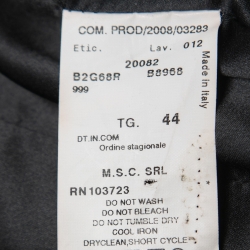 COM. PROD/2008/03283
Etic. Lav. 012
20082
B2G68R B8968
999
Made in Italy
TG. 44
DT.IN.COM
Ordine stagionale
M.S.C. SRL
RN103723
DO NOT WASH
DO NOT BLEACH
DO NOT TUMBLE DRY
COOL IRON
DRYCLEAN,SHORT CYCLE